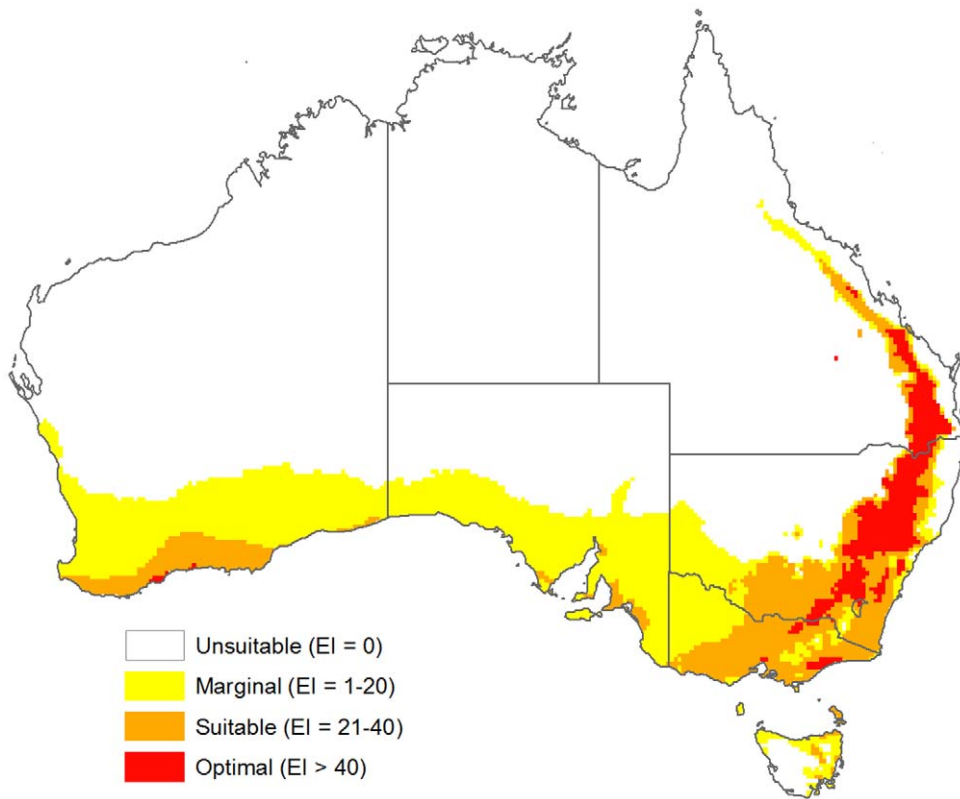 Unsuitable (EI = 0)
Marginal (EI = 1-20)
Suitable (EI = 21-40)
Optimal (EI > 40)